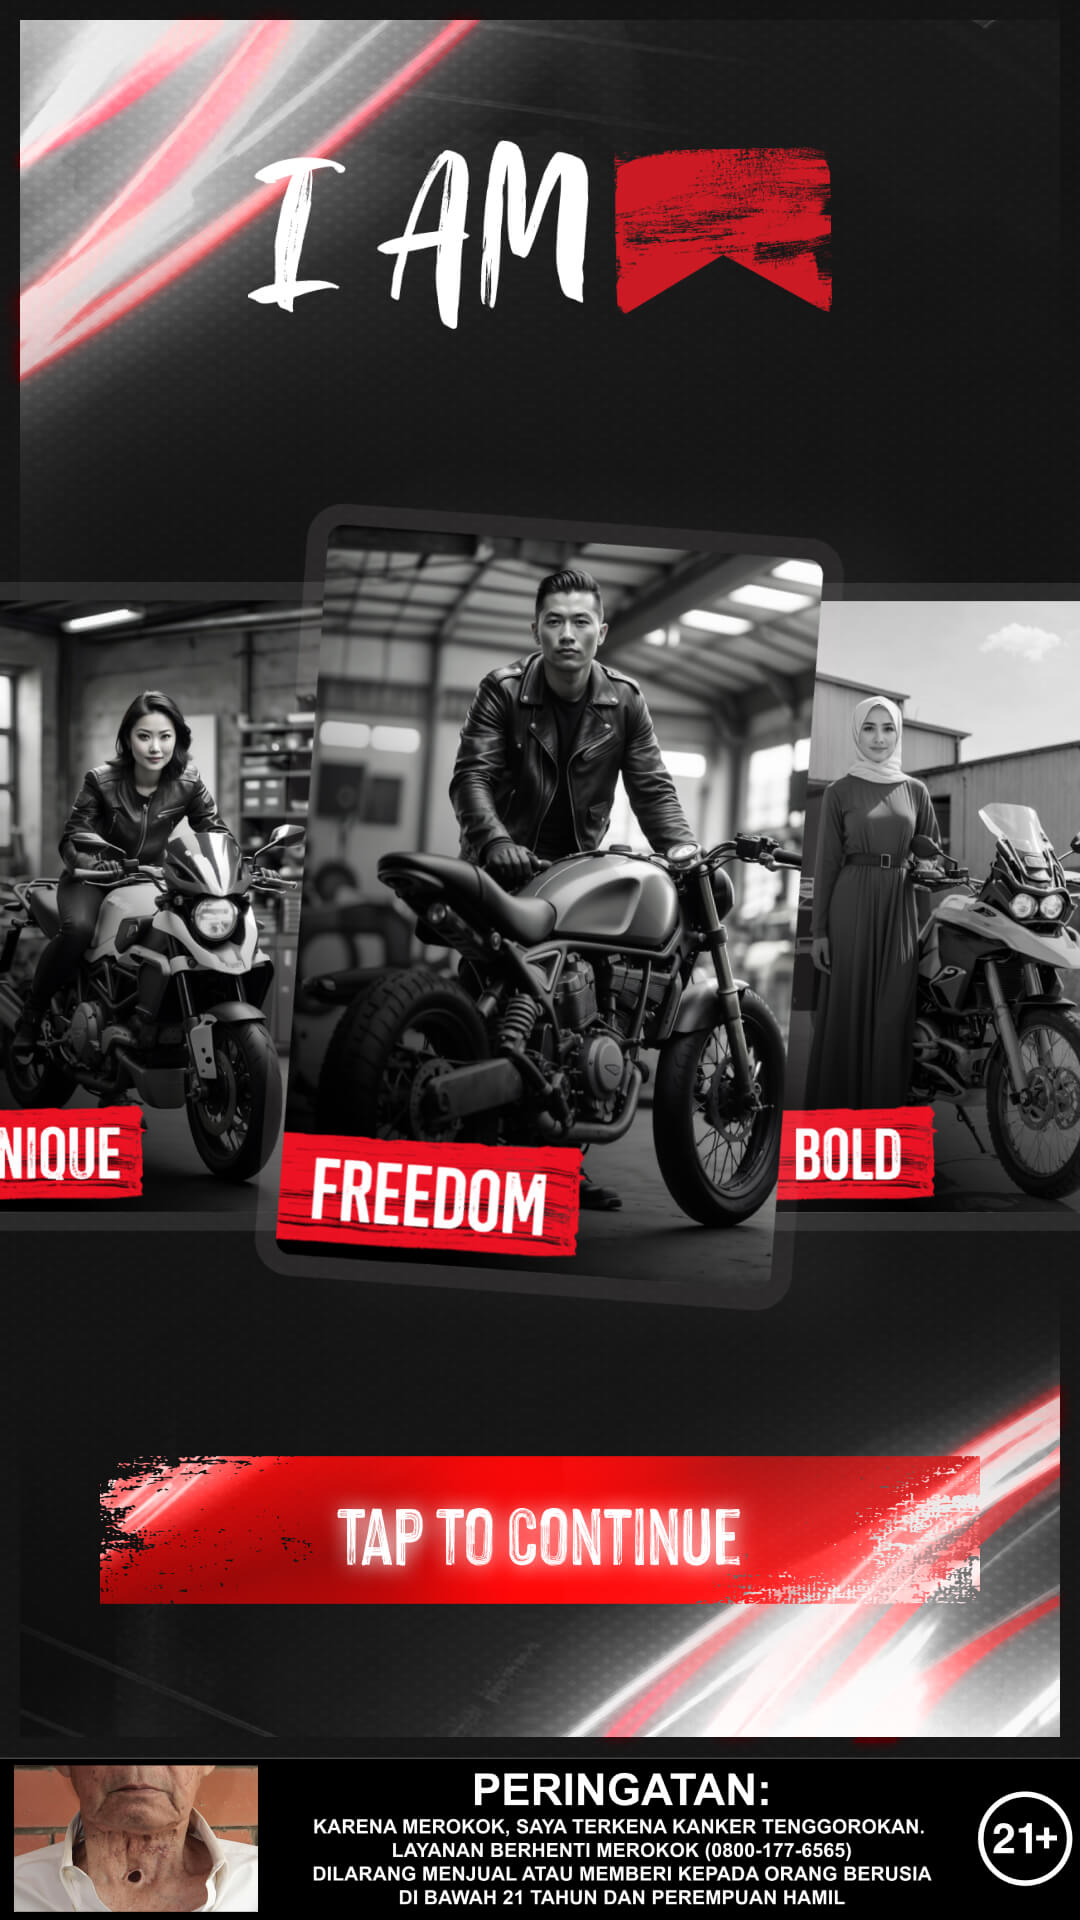 I AM
NIQUE
FREEDOM
BOLD
TAP TO CONTINUE
PERINGATAN:
KARENA MEROKOK, SAYA TERKENA KANKER TENGGOROKAN.
LAYANAN BERHENTI MEROKOK (0800-177-6565)
DILARANG MENJUAL ATAU MEMBERI KEPADA ORANG BERUSIA
DI BAWAH 21 TAHUN DAN PEREMPUAN HAMIL
21+